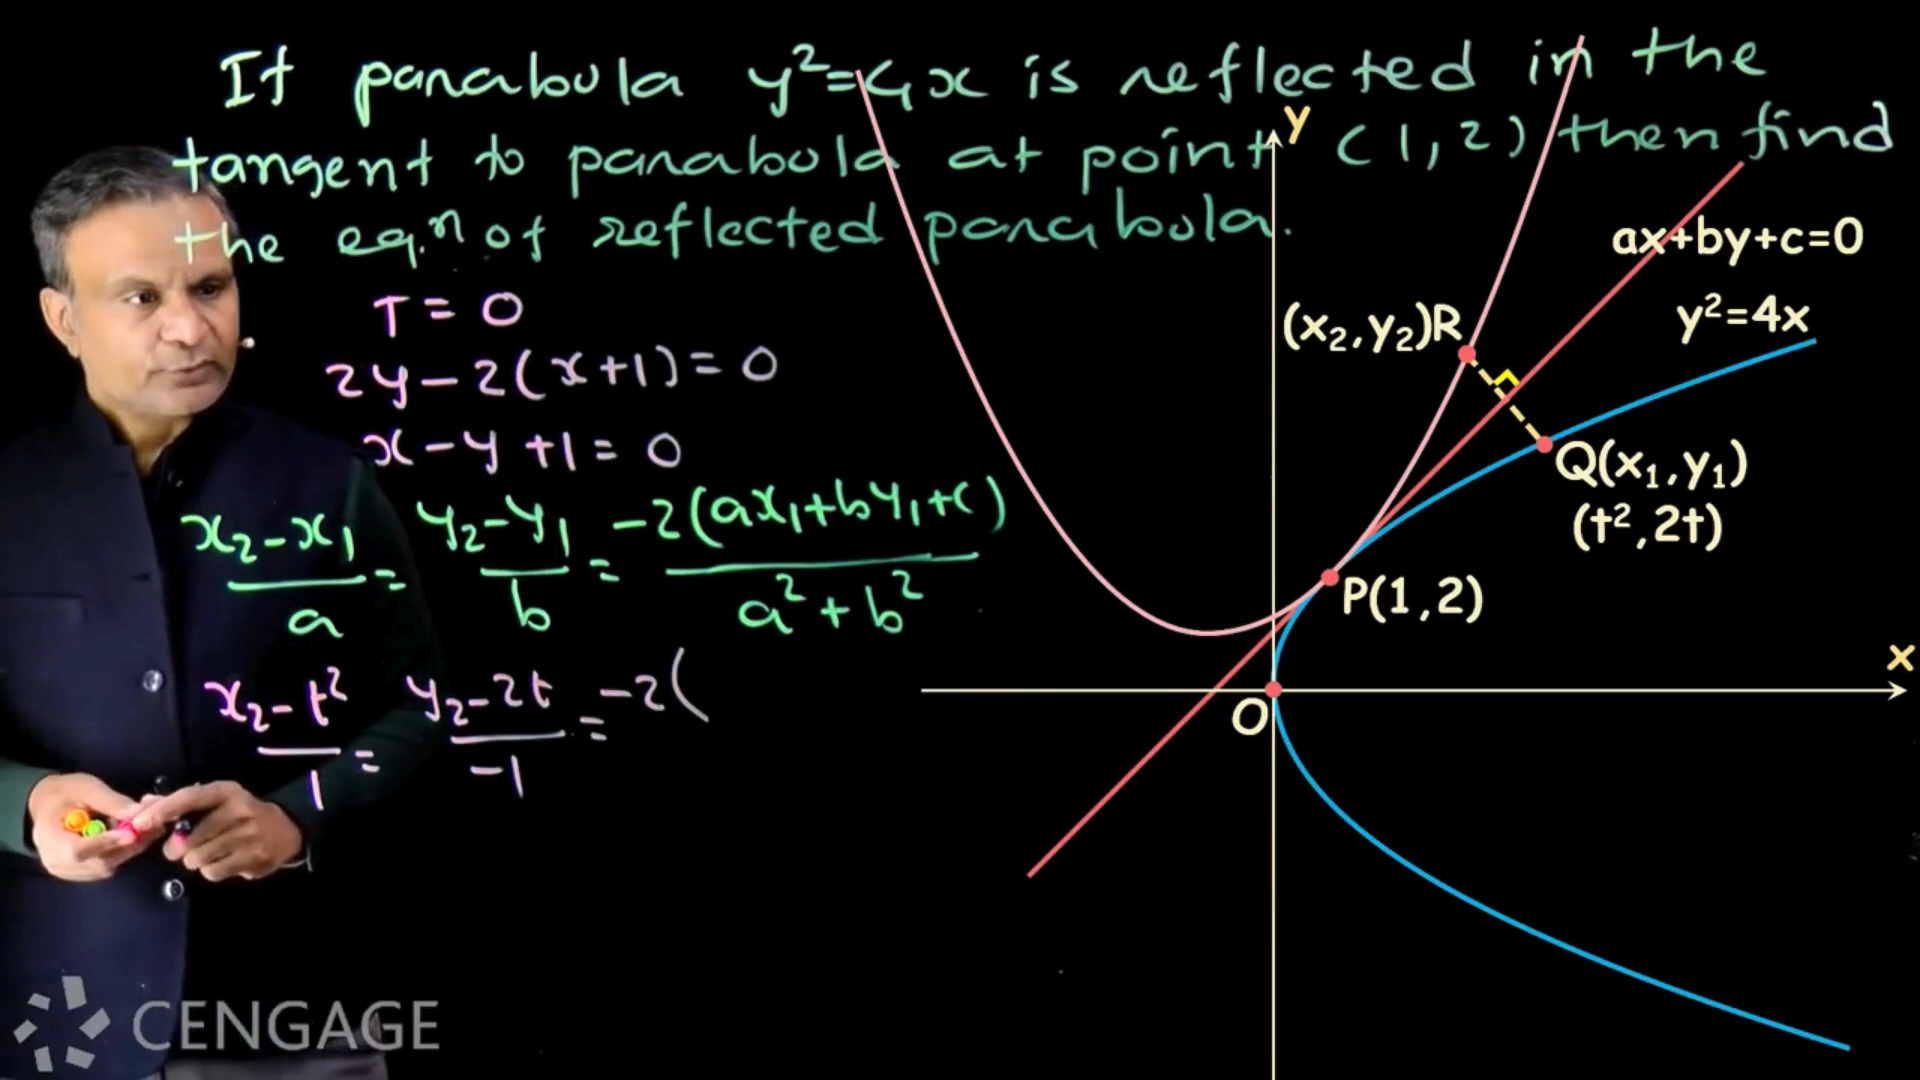 If parabola y²=4x is reflected in the
tangent to parabola at point (1,2) then find
the eq.n of reflected parabola.
T = 0
2y-2(x+1)=0
x-y+1=0
(x₂-x₁)/a = (y₂-y₁)/b = -2(ax₁+by₁+c)/(a²+b²)
(x₂-t²)/1 = (y₂-2t)/-1 = -2(
y
ax+by+c=0
y²=4x
(x₂,y₂)R
Q(x₁,y₁)
(t²,2t)
P(1,2)
x
O
CENGAGE